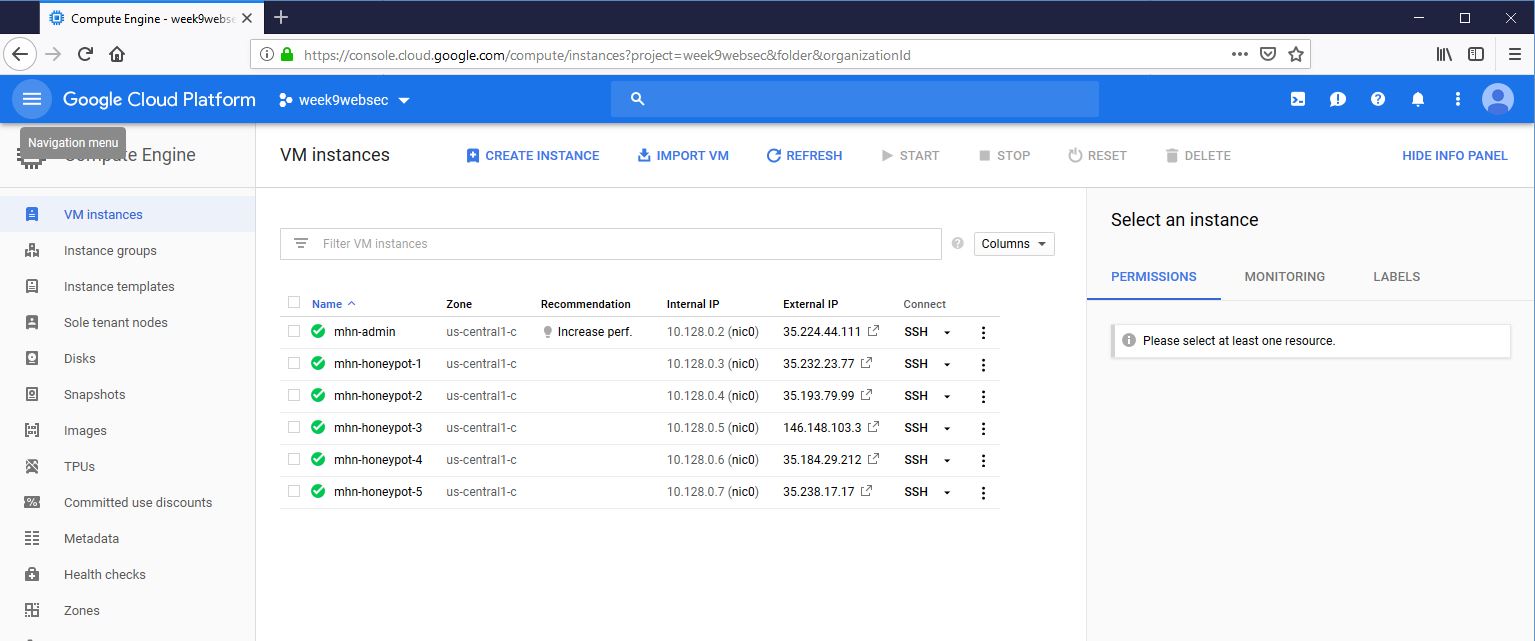 Compute Engine - week9webse
https://console.cloud.google.com/compute/instances?project=week9websec&folder&organizationId
Google Cloud Platform week9websec
Navigation menu
Engine
VM instances CREATE INSTANCE IMPORT VM REFRESH START STOP RESET DELETE HIDE INFO PANEL
VM instances
Instance groups
Instance templates
Sole tenant nodes
Disks
Snapshots
Images
TPUs
Committed use discounts
Metadata
Health checks
Zones
Filter VM instances Columns
Name Zone Recommendation Internal IP External IP Connect
mhn-admin us-central1-c Increase perf. 10.128.0.2 (nic0) 35.224.44.111 SSH
mhn-honeypot-1 us-central1-c 10.128.0.3 (nic0) 35.232.23.77 SSH
mhn-honeypot-2 us-central1-c 10.128.0.4 (nic0) 35.193.79.99 SSH
mhn-honeypot-3 us-central1-c 10.128.0.5 (nic0) 146.148.103.3 SSH
mhn-honeypot-4 us-central1-c 10.128.0.6 (nic0) 35.184.29.212 SSH
mhn-honeypot-5 us-central1-c 10.128.0.7 (nic0) 35.238.17.17 SSH
Select an instance
PERMISSIONS MONITORING LABELS
Please select at least one resource.